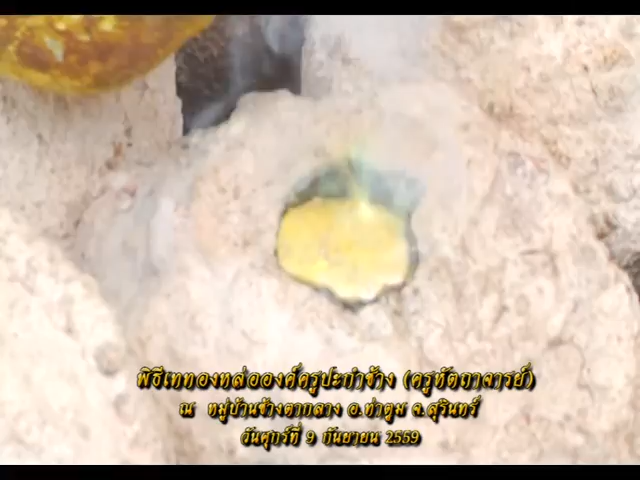 พิธีเททองหล่อองค์ครูปะกำช้าง (ครูหัตถาจารย์)
ณ หมู่บ้านช้างตากลาง อ.ท่าตูม จ.สุรินทร์
วันศุกร์ที่ 9 กันยายน 2559